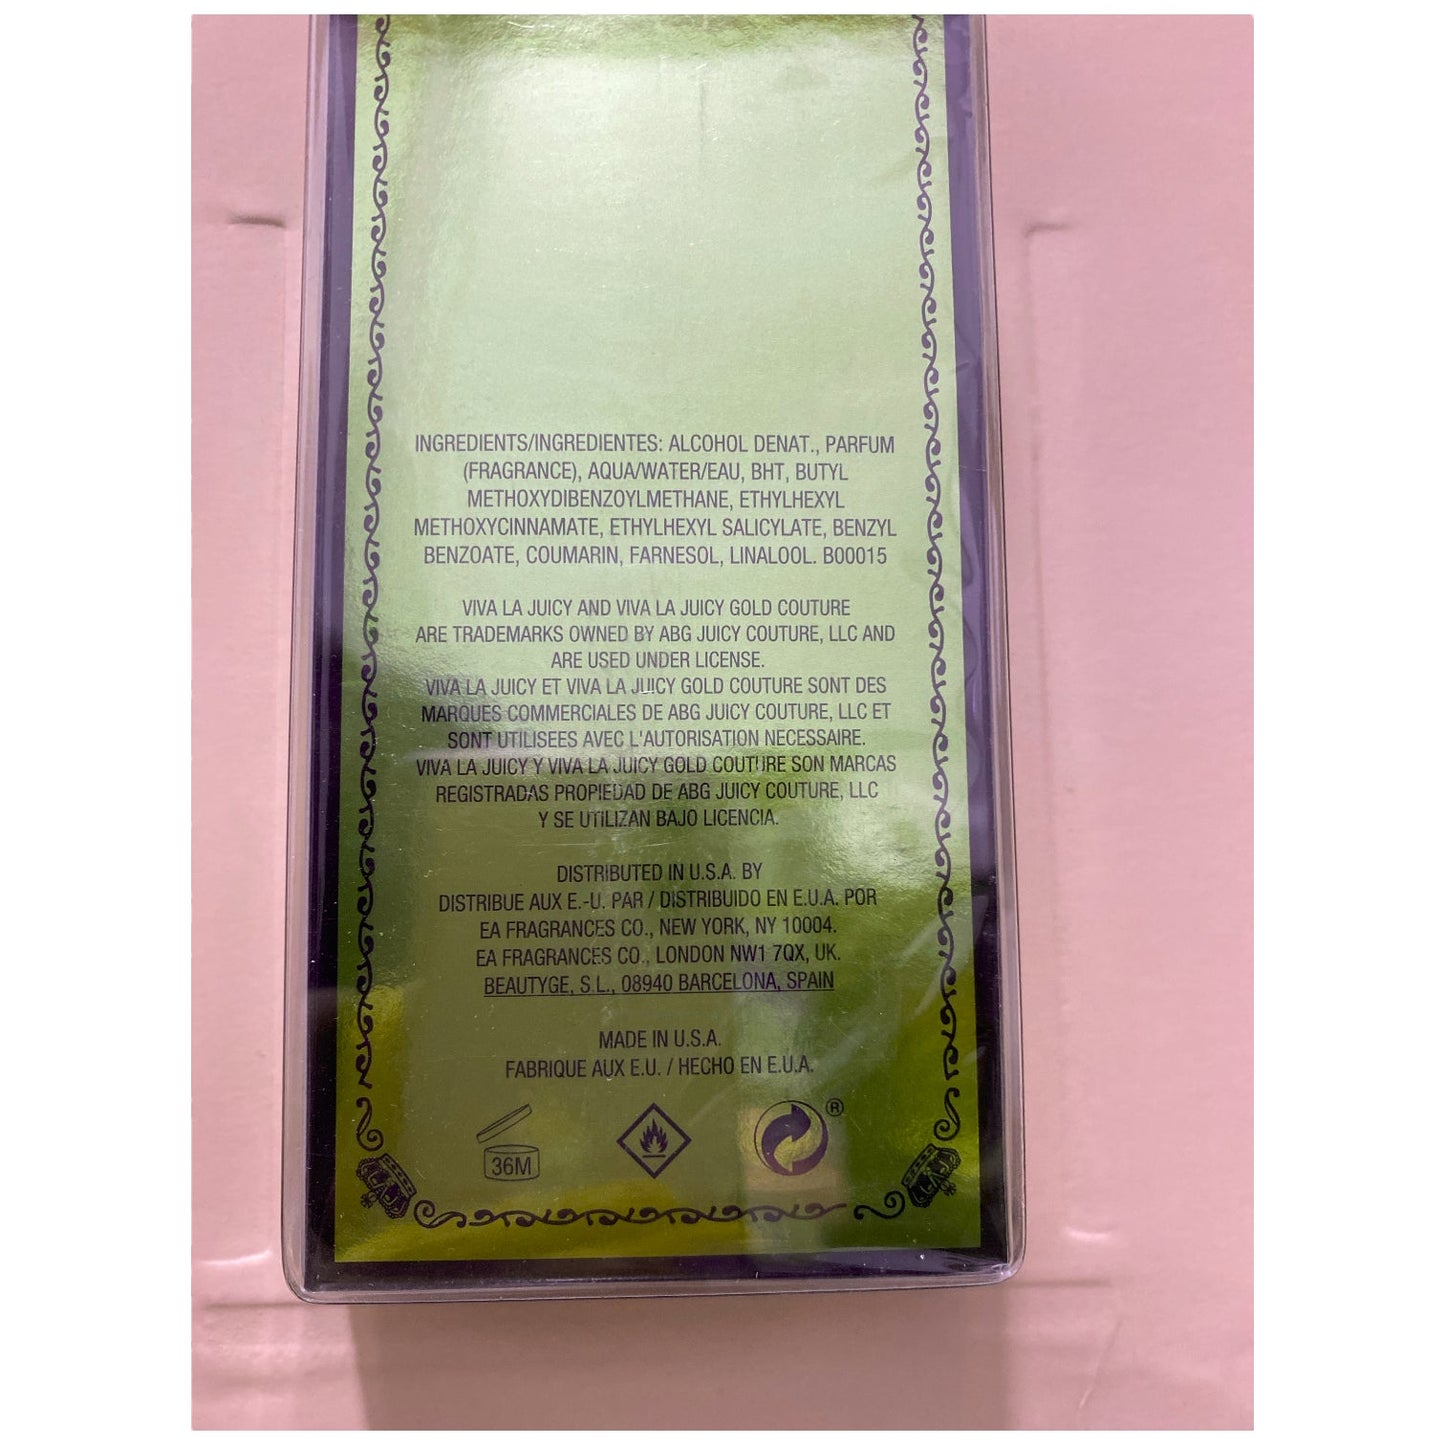 INGREDIENTS/INGREDIENTES: ALCOHOL DENAT., PARFUM
(FRAGRANCE), AQUA/WATER/EAU, BHT, BUTYL
METHOXYDIBENZOYLMETHANE, ETHYLHEXYL
METHOXYCINNAMATE, ETHYLHEXYL SALICYLATE, BENZYL
BENZOATE, COUMARIN, FARNESOL, LINALOOL. B00015
VIVA LA JUICY AND VIVA LA JUICY GOLD COUTURE
ARE TRADEMARKS OWNED BY ABG JUICY COUTURE, LLC AND
ARE USED UNDER LICENSE.
VIVA LA JUICY ET VIVA LA JUICY GOLD COUTURE SONT DES
MARQUES COMMERCIALES DE ABG JUICY COUTURE, LLC ET
SONT UTILISEES AVEC L'AUTORISATION NECESSAIRE.
VIVA LA JUICY Y VIVA LA JUICY GOLD COUTURE SON MARCAS
REGISTRADAS PROPIEDAD DE ABG JUICY COUTURE, LLC
Y SE UTILIZAN BAJO LICENCIA.
DISTRIBUTED IN U.S.A. BY
DISTRIBUE AUX E.-U. PAR / DISTRIBUIDO EN E.U.A. POR
EA FRAGRANCES CO., NEW YORK, NY 10004.
EA FRAGRANCES CO., LONDON NW1 7QX, UK.
BEAUTYGE, S.L., 08940 BARCELONA, SPAIN
MADE IN U.S.A.
FABRIQUE AUX E.U. / HECHO EN E.U.A.
36M ®